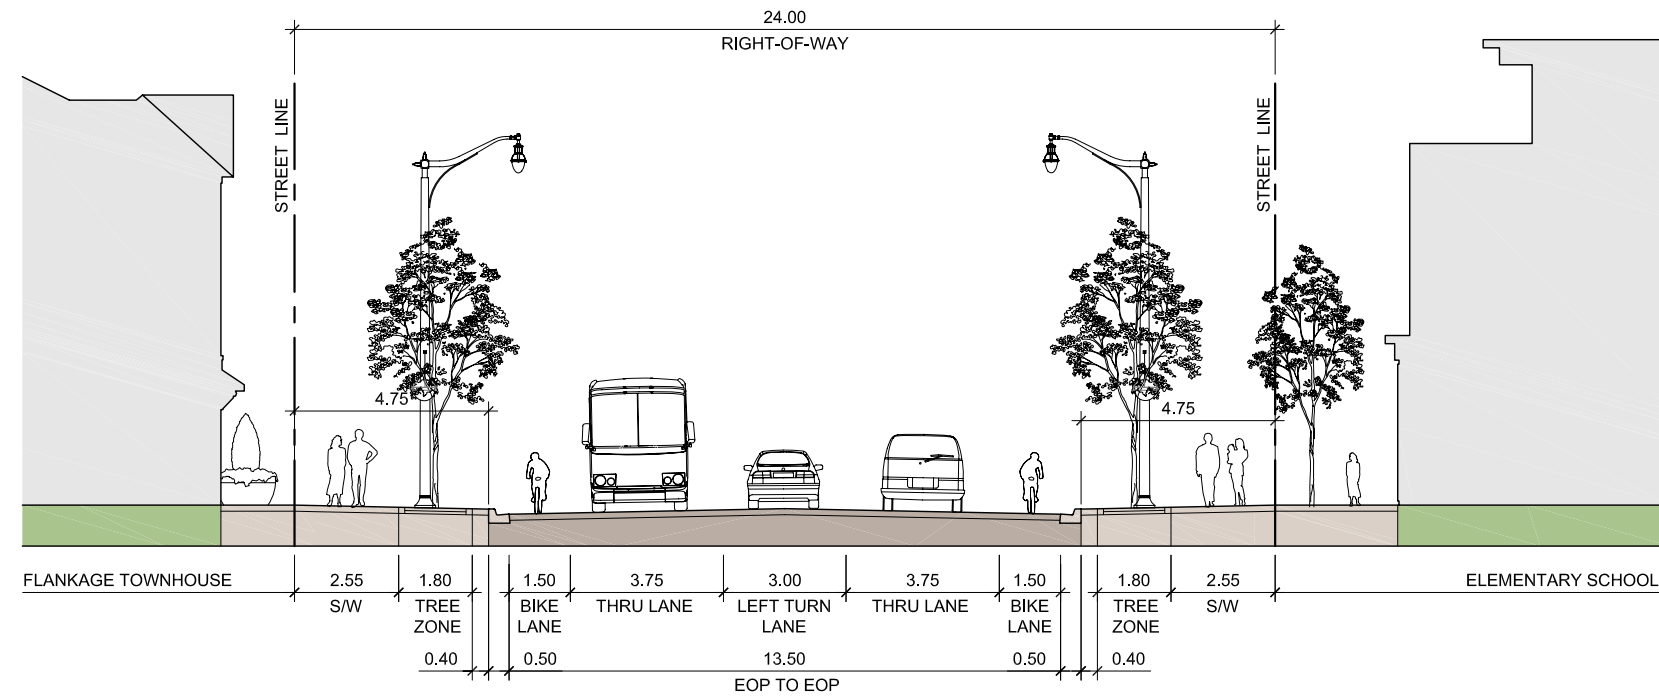 24.00
RIGHT-OF-WAY
STREET LINE
STREET LINE
4.75
4.75
FLANKAGE TOWNHOUSE 2.55 1.80 1.50 3.75 3.00 3.75 1.50 1.80 2.55 ELEMENTARY SCHOOL
S/W TREE BIKE THRU LANE LEFT TURN THRU LANE BIKE TREE S/W
ZONE LANE LANE LANE ZONE
0.40 0.50 13.50 0.50 0.40
EOP TO EOP